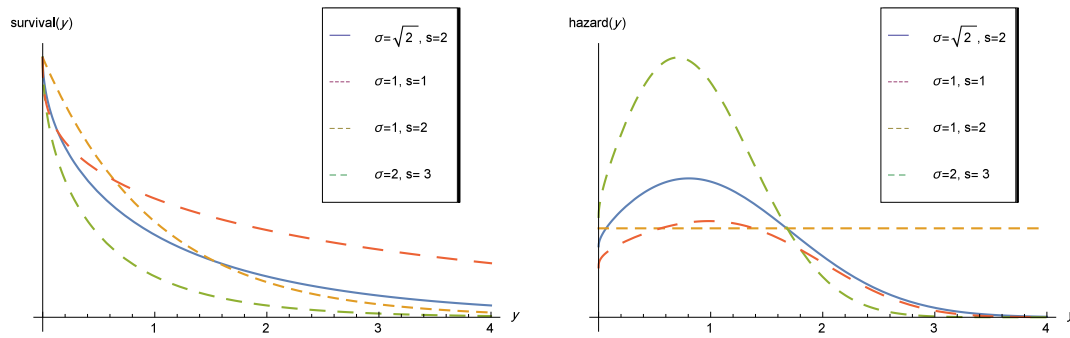 survival(y)
σ=√2 , s=2
σ=1, s=1
σ=1, s=2
σ=2, s= 3
1
2
3
4
y
hazard(y)
σ=√2 , s=2
σ=1, s=1
σ=1, s=2
σ=2, s= 3
1
2
3
4